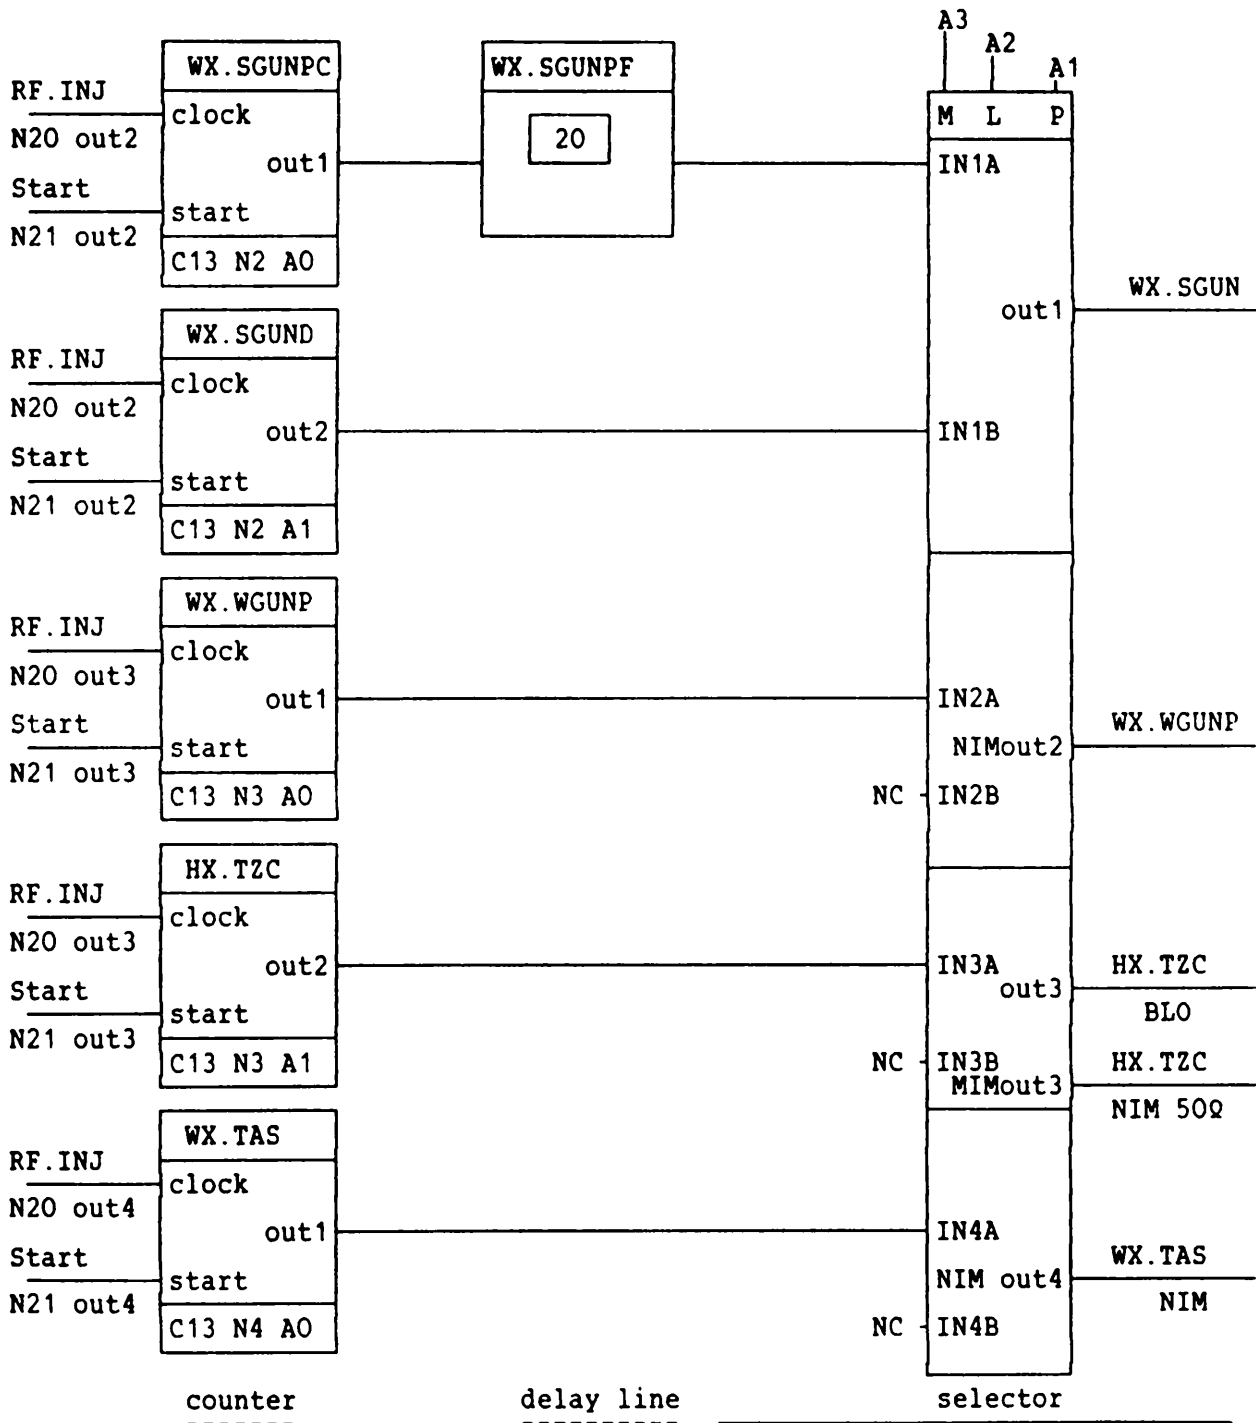 A3
A2
A1
WX.SGUNPC
WX.SGUNPF
RF.INJ
clock
M L P
N20 out2
20
out1
IN1A
Start
start
N21 out2
C13 N2 A0
WX.SGUN
out1
WX.SGUND
RF.INJ
clock
N20 out2
out2
IN1B
Start
start
N21 out2
C13 N2 A1
WX.WGUNP
RF.INJ
clock
N20 out3
out1
IN2A
Start
start
WX.WGUNP
NIMout2
N21 out3
C13 N3 A0
NC
IN2B
HX.TZC
RF.INJ
clock
N20 out3
out2
IN3A
HX.TZC
out3
Start
start
BLO
N21 out3
C13 N3 A1
NC
IN3B
HX.TZC
MIMout3
NIM 50Ω
WX.TAS
RF.INJ
clock
N20 out4
out1
IN4A
Start
start
WX.TAS
NIM out4
N21 out4
NIM
C13 N4 A0
NC
IN4B
counter
delay line
selector